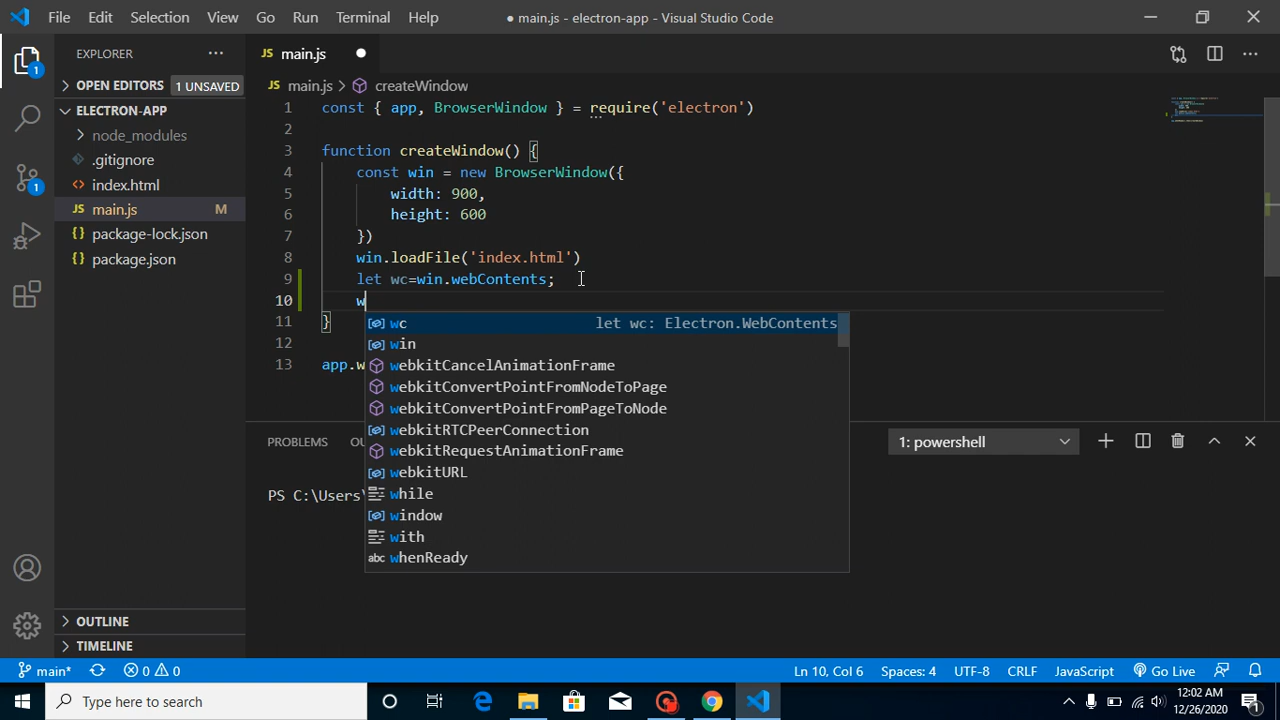 File Edit Selection View Go Run Terminal Help
● main.js - electron-app - Visual Studio Code
EXPLORER
OPEN EDITORS 1 UNSAVED
ELECTRON-APP
node_modules
.gitignore
index.html
main.js M
package-lock.json
package.json
OUTLINE
TIMELINE
1
1
JS main.js ●
JS main.js > createWindow
1 const { app, BrowserWindow } = require('electron')
2
3 function createWindow() {
4 const win = new BrowserWindow({
5 width: 900,
6 height: 600
7 })
8 win.loadFile('index.html')
9 let wc=win.webContents;
10 w
11 }
12
13 app.w
wc let wc: Electron.WebContents
win
webkitCancelAnimationFrame
webkitConvertPointFromNodeToPage
webkitConvertPointFromPageToNode
webkitRTCPeerConnection
webkitRequestAnimationFrame
webkitURL
while
window
with
abc whenReady
PROBLEMS OU
1: powershell
PS C:\Users\
main* 0 0 Ln 10, Col 6 Spaces: 4 UTF-8 CRLF JavaScript Go Live
Type here to search
12:02 AM
12/26/2020
1